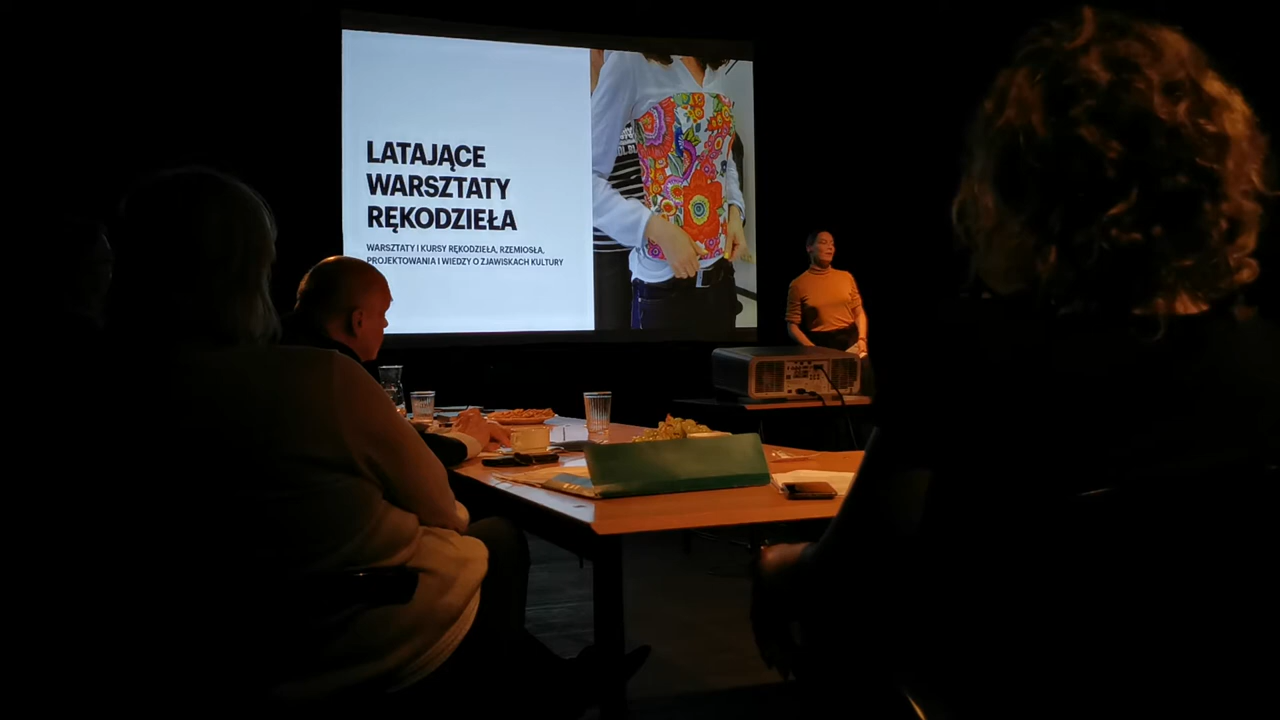 LATAJĄCE
WARSZTATY
RĘKODZIEŁA
WARSZTATY I KURSY RĘKODZIEŁA, RZEMIOSŁA,
PROJEKTOWANIA I WIEDZY O ZJAWISKACH KULTURY